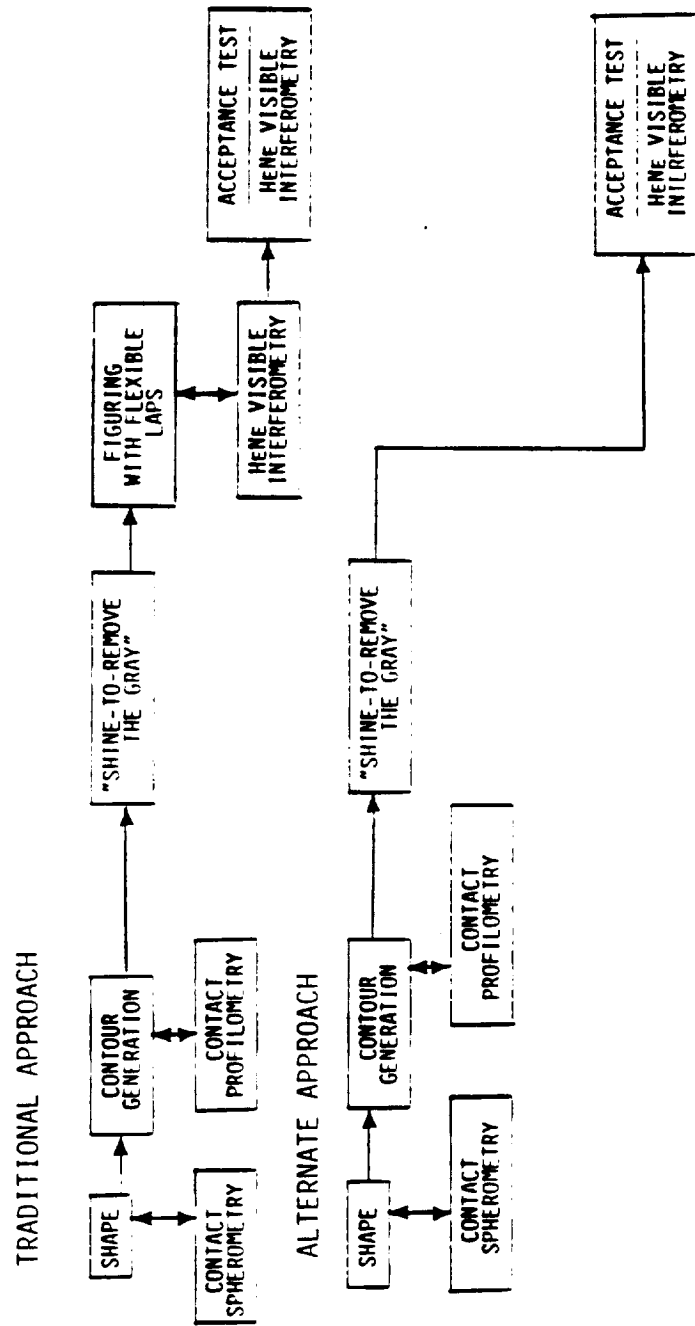 TRADITIONAL APPROACH
SHAPE
CONTACT
SPHEROMETRY
CONTOUR
GENERATION
CONTACT
PROFILOMETRY
"SHINE-TO-REMOVE
THE GRAY"
FIGURING
WITH FLEXIBLE
LAPS
HeNe VISIBLE
INTERFEROMETRY
ACCEPTANCE TEST
HeNe VISIBLE
INTERFEROMETRY
ALTERNATE APPROACH
SHAPE
CONTACT
SPHEROMETRY
CONTOUR
GENERATION
CONTACT
PROFILOMETRY
"SHINE-TO-REMOVE
THE GRAY"
ACCEPTANCE TEST
HeNe VISIBLE
INTERFEROMETRY